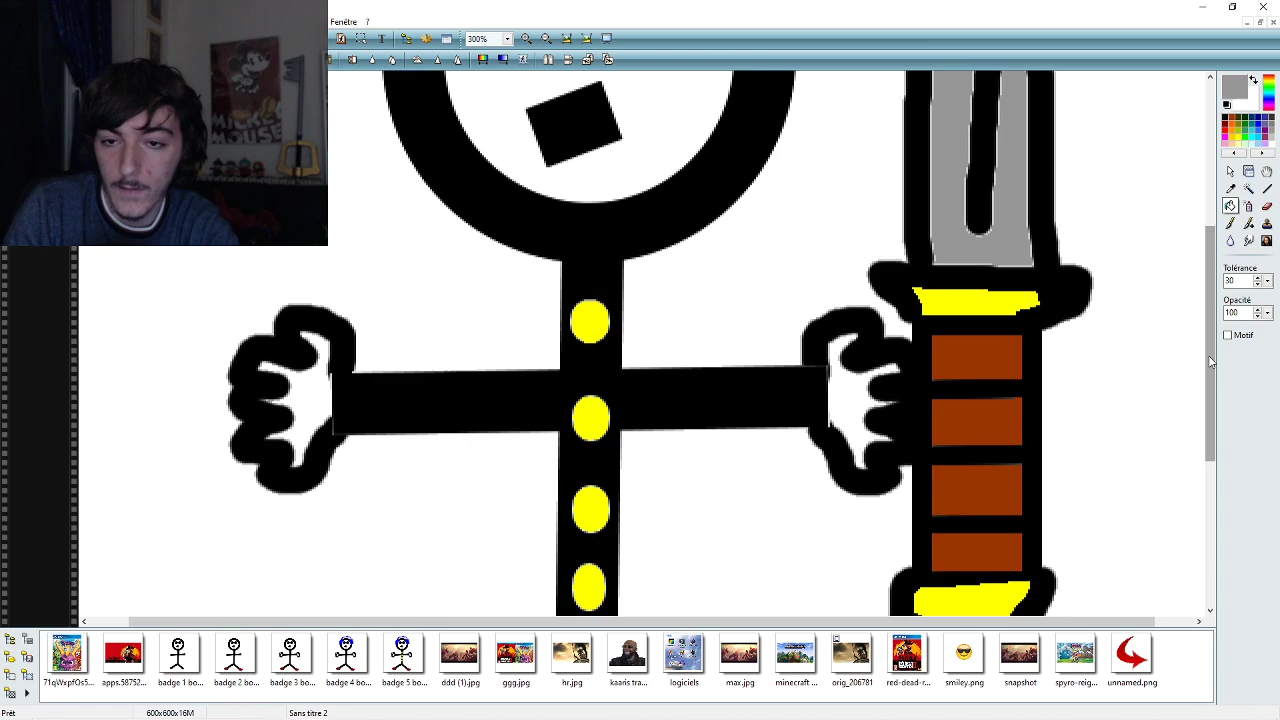 Fenêtre ?
300%
MICKEY
MOUSE
Tolérance
30
Opacité
100
Motif
71qWxpfOs5... apps.58752... badge 1 bo... badge 2 bo... badge 3 bo... badge 4 bo... badge 5 bo... ddd (1).jpg ggg.jpg hr.jpg kaaris tra... logiciels max.jpg minecraft ... orig_206781 red-dead-r... smiley.png snapshot spyro-reig... unnamed.png
Prêt 600x600x16M Sans titre 2